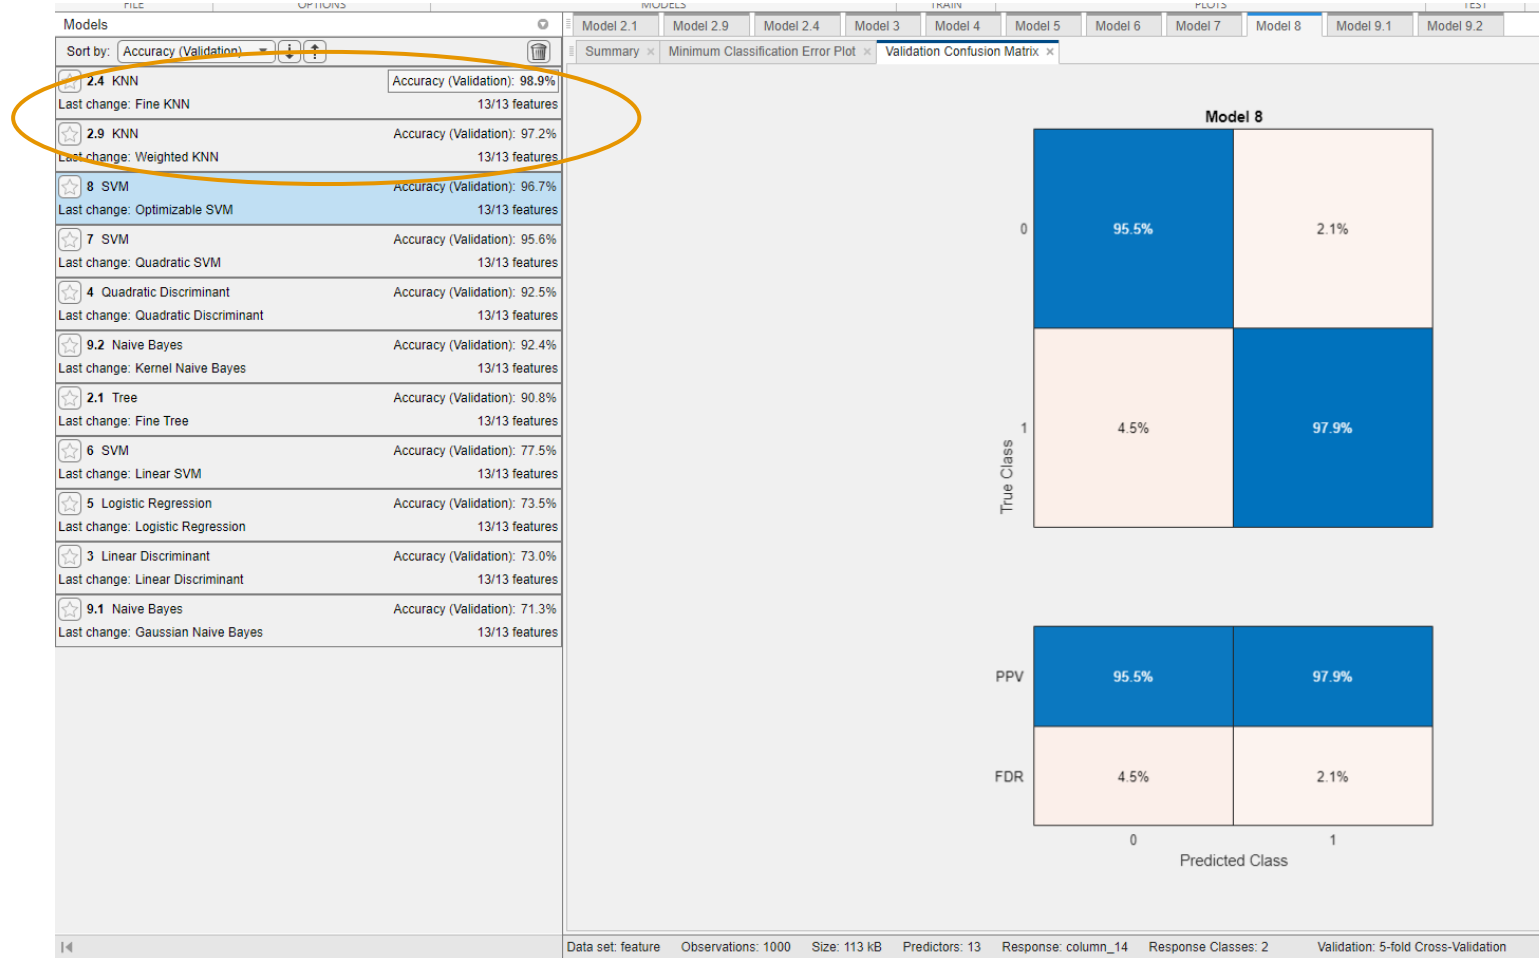 FILE OPTIONS MODELS TRAIN PLOTS TEST
Models
Sort by: Accuracy (Validation)
2.4 KNN Accuracy (Validation): 98.9%
Last change: Fine KNN 13/13 features
2.9 KNN Accuracy (Validation): 97.2%
Last change: Weighted KNN 13/13 features
8 SVM Accuracy (Validation): 96.7%
Last change: Optimizable SVM 13/13 features
7 SVM Accuracy (Validation): 95.6%
Last change: Quadratic SVM 13/13 features
4 Quadratic Discriminant Accuracy (Validation): 92.5%
Last change: Quadratic Discriminant 13/13 features
9.2 Naive Bayes Accuracy (Validation): 92.4%
Last change: Kernel Naive Bayes 13/13 features
2.1 Tree Accuracy (Validation): 90.8%
Last change: Fine Tree 13/13 features
6 SVM Accuracy (Validation): 77.5%
Last change: Linear SVM 13/13 features
5 Logistic Regression Accuracy (Validation): 73.5%
Last change: Logistic Regression 13/13 features
3 Linear Discriminant Accuracy (Validation): 73.0%
Last change: Linear Discriminant 13/13 features
9.1 Naive Bayes Accuracy (Validation): 71.3%
Last change: Gaussian Naive Bayes 13/13 features
Model 2.1 Model 2.9 Model 2.4 Model 3 Model 4 Model 5 Model 6 Model 7 Model 8 Model 9.1 Model 9.2
Summary × Minimum Classification Error Plot × Validation Confusion Matrix ×
Model 8
0 95.5% 2.1%
1 4.5% 97.9%
True Class
PPV 95.5% 97.9%
FDR 4.5% 2.1%
0 1
Predicted Class
Data set: feature Observations: 1000 Size: 113 kB Predictors: 13 Response: column_14 Response Classes: 2 Validation: 5-fold Cross-Validation